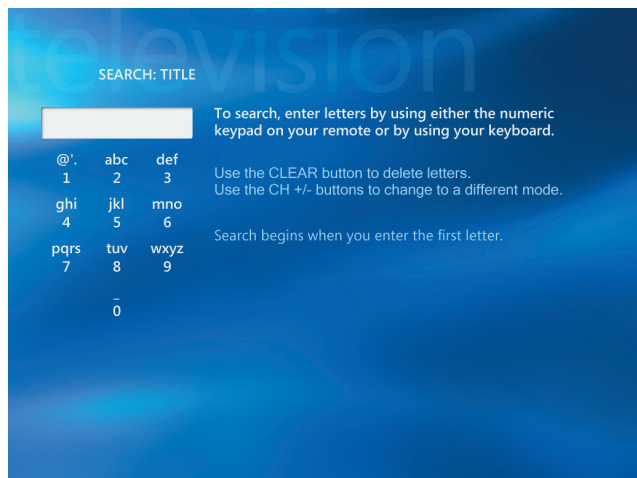 television
SEARCH: TITLE
To search, enter letters by using either the numeric
keypad on your remote or by using your keyboard.
@'. abc def
1 2 3
Use the CLEAR button to delete letters.
Use the CH +/- buttons to change to a different mode.
ghi jkl mno
4 5 6
Search begins when you enter the first letter.
pqrs tuv wxyz
7 8 9
_
0